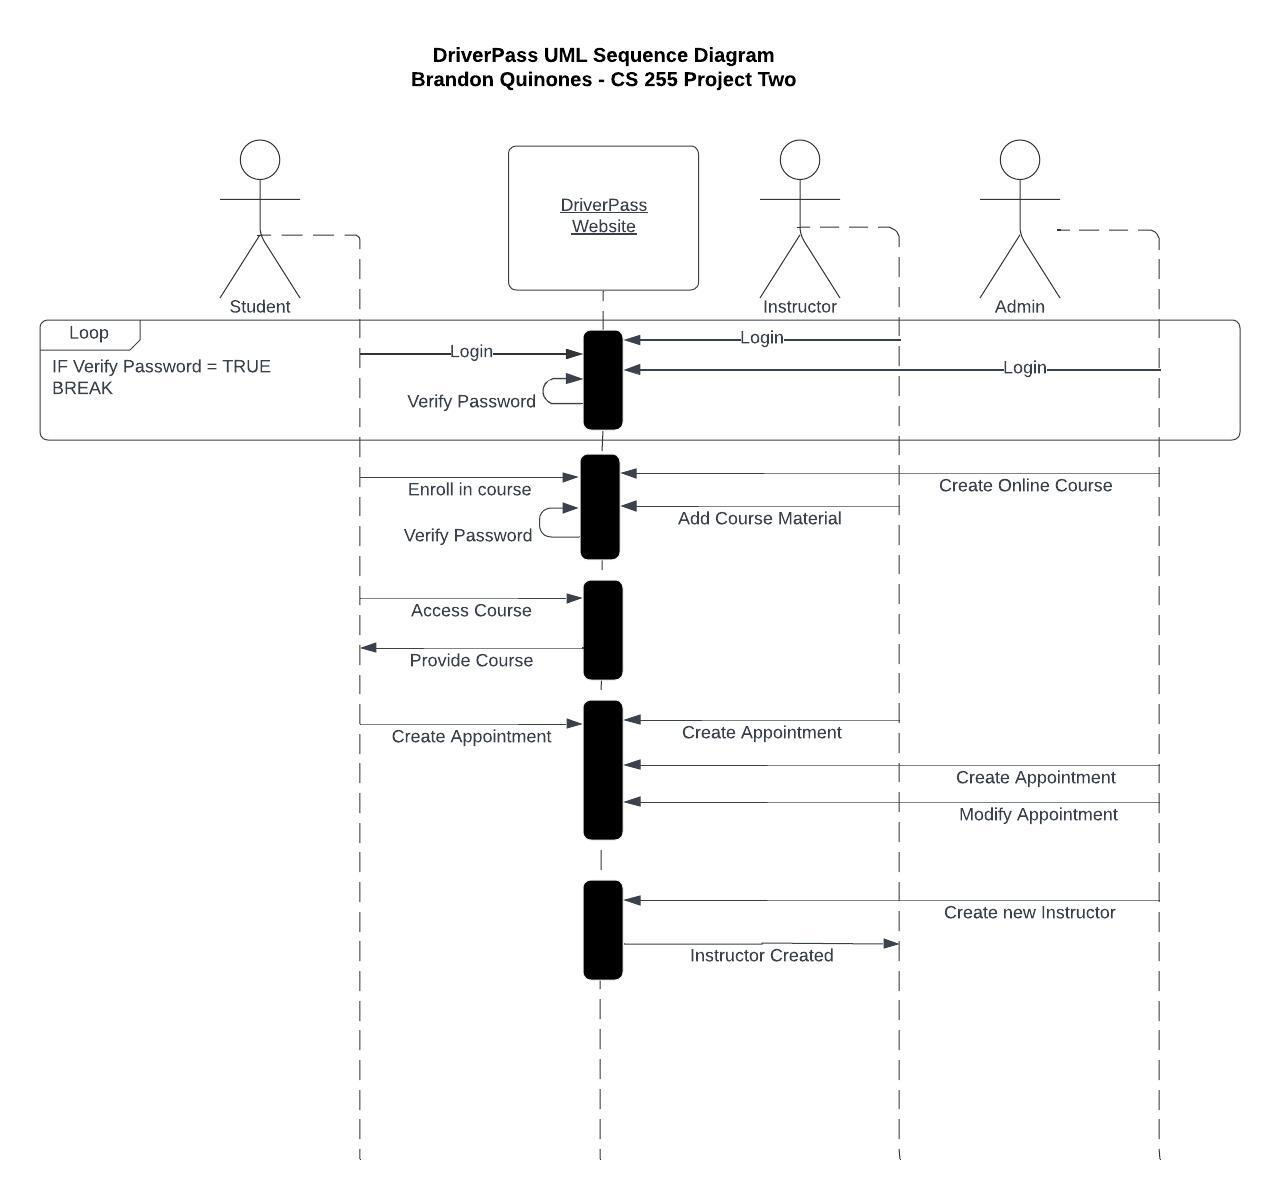 DriverPass UML Sequence Diagram
Brandon Quinones - CS 255 Project Two
DriverPass
Website
Student
Instructor
Admin
Loop
IF Verify Password = TRUE
BREAK
Login
Login
Login
Verify Password
Enroll in course
Create Online Course
Add Course Material
Verify Password
Access Course
Provide Course
Create Appointment
Create Appointment
Create Appointment
Modify Appointment
Create new Instructor
Instructor Created